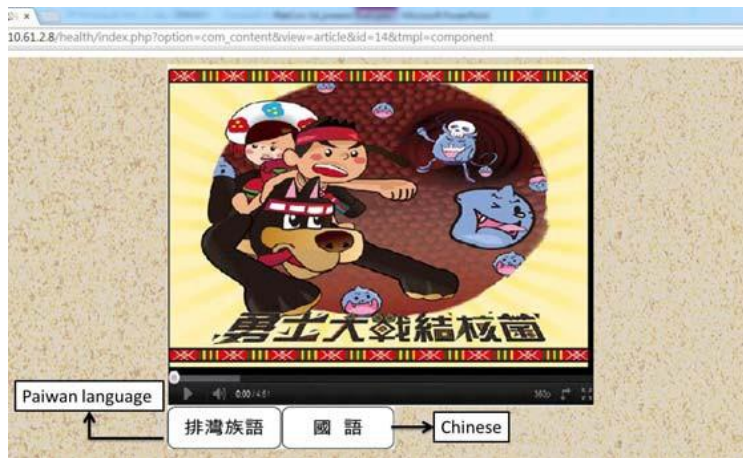 10.61.2.8/health/index.php?option=com_content&view=article&id=14&tmpl=component
勇士大戰結核菌
0:00 / 4:51
360p
Paiwan language
排灣族語 國 語 Chinese